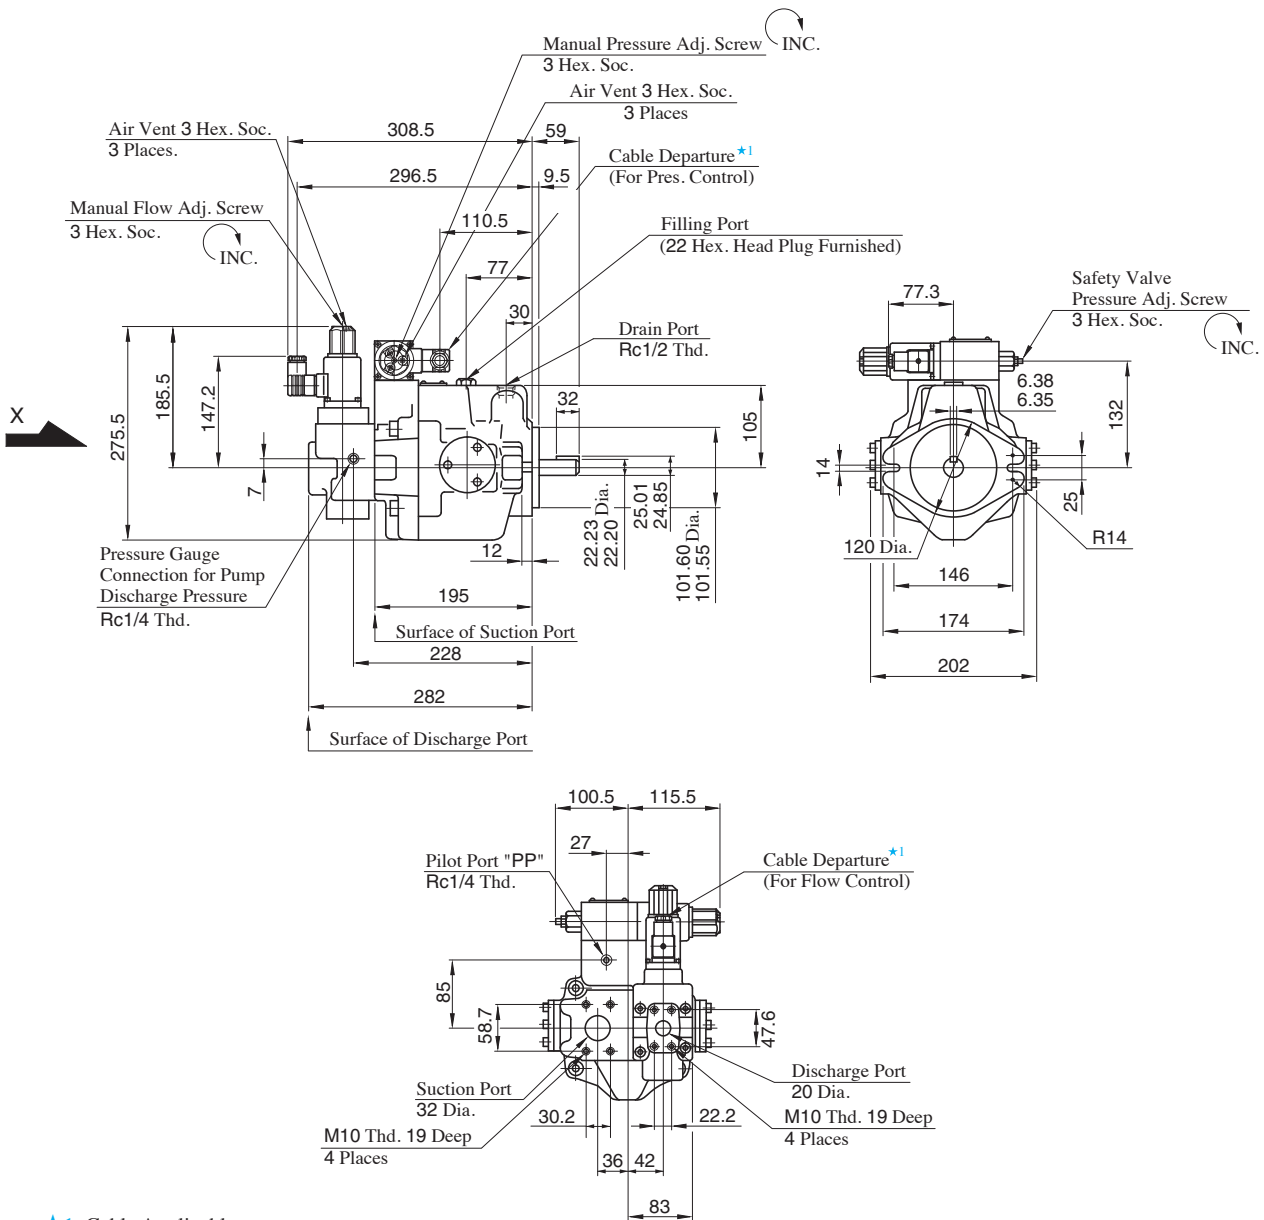 Manual Pressure Adj. Screw
3 Hex. Soc.
INC.
Air Vent 3 Hex. Soc.
3 Places
Air Vent 3 Hex. Soc.
3 Places.
308.5
59
Cable Departure★1
(For Pres. Control)
296.5
9.5
Manual Flow Adj. Screw
3 Hex. Soc.
INC.
110.5
Filling Port
(22 Hex. Head Plug Furnished)
77
30
Drain Port
Rc1/2 Thd.
Safety Valve
Pressure Adj. Screw
3 Hex. Soc.
INC.
77.3
X
275.5
185.5
147.2
7
32
105
6.38
6.35
132
14
25
22.23
22.20 Dia.
25.01
24.85
101.60
101.55 Dia.
12
120 Dia.
R14
146
174
202
Pressure Gauge
Connection for Pump
Discharge Pressure
Rc1/4 Thd.
195
Surface of Suction Port
228
282
Surface of Discharge Port
100.5
115.5
27
Pilot Port "PP"
Rc1/4 Thd.
Cable Departure★1
(For Flow Control)
85
58.7
47.6
Suction Port
32 Dia.
Discharge Port
20 Dia.
30.2
22.2
M10 Thd. 19 Deep
4 Places
M10 Thd. 19 Deep
4 Places
36
42
83